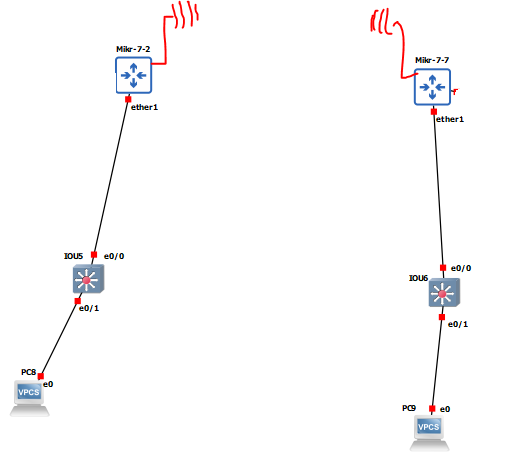 Mikr-7-2
ether1
IOU5
e0/0
e0/1
PC8
e0
VPCS
Mikr-7-7
ether1
e0/0
IOU6
e0/1
PC9
e0
VPCS